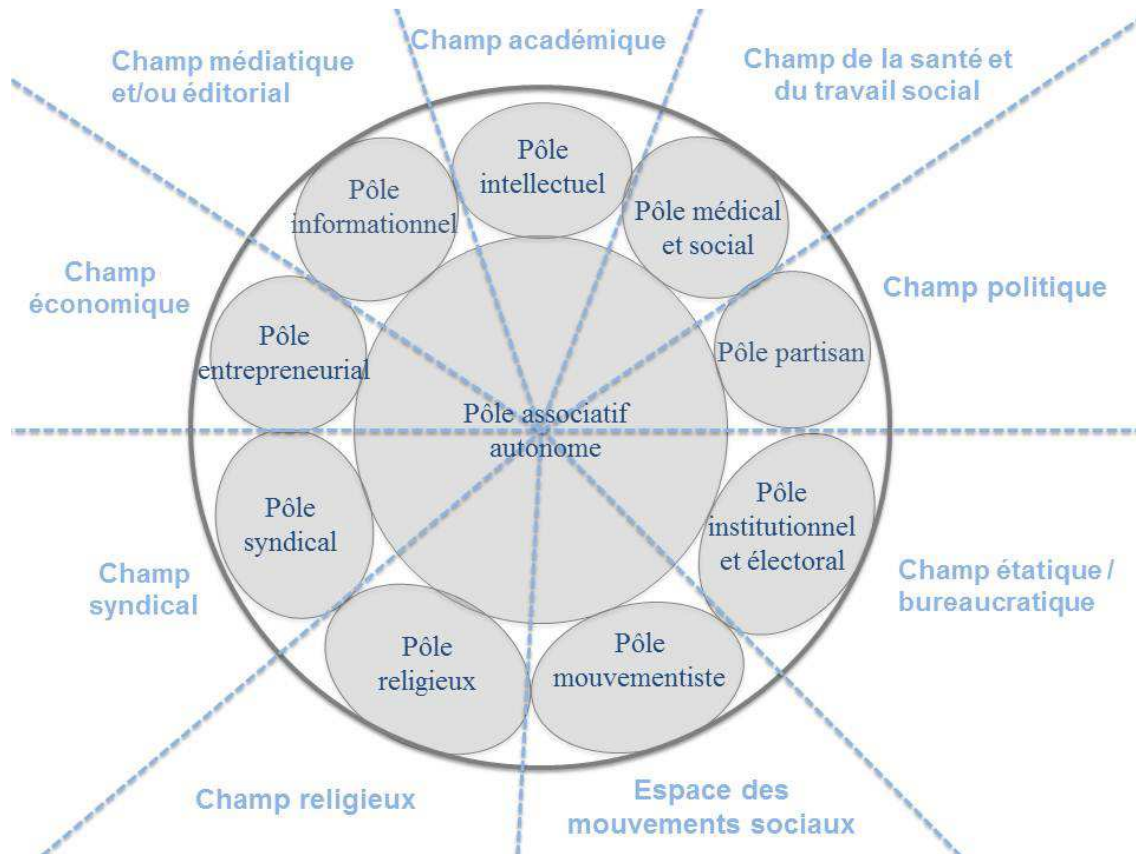 Champ académique
Champ médiatique
et/ou éditorial
Champ de la santé et
du travail social
Pôle
intellectuel
Pôle
informationnel
Pôle médical
et social
Champ
économique
Champ politique
Pôle
entrepreneurial
Pôle partisan
Pôle associatif
autonome
Pôle
syndical
Pôle
institutionnel
et électoral
Champ
syndical
Champ étatique /
bureaucratique
Pôle
religieux
Pôle
mouvementiste
Champ religieux
Espace des
mouvements sociaux